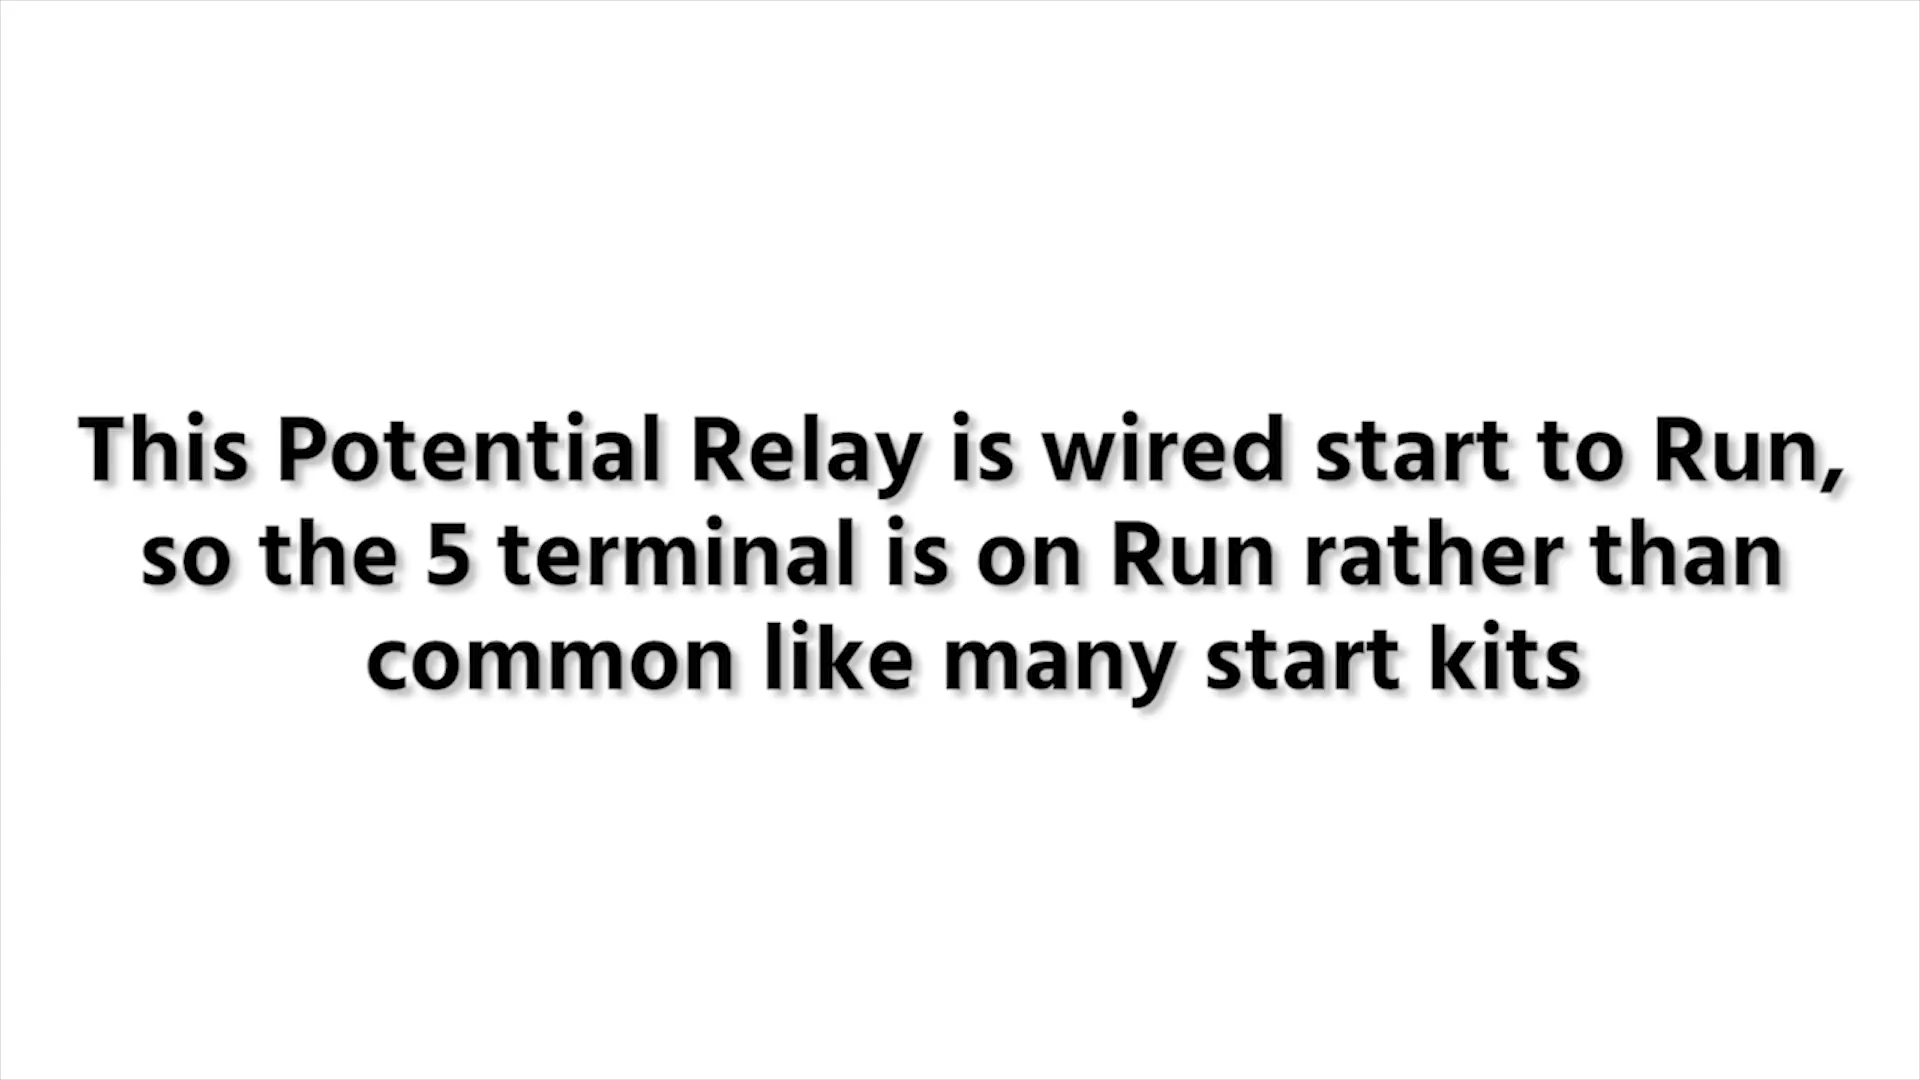 This Potential Relay is wired start to Run,
so the 5 terminal is on Run rather than
common like many start kits